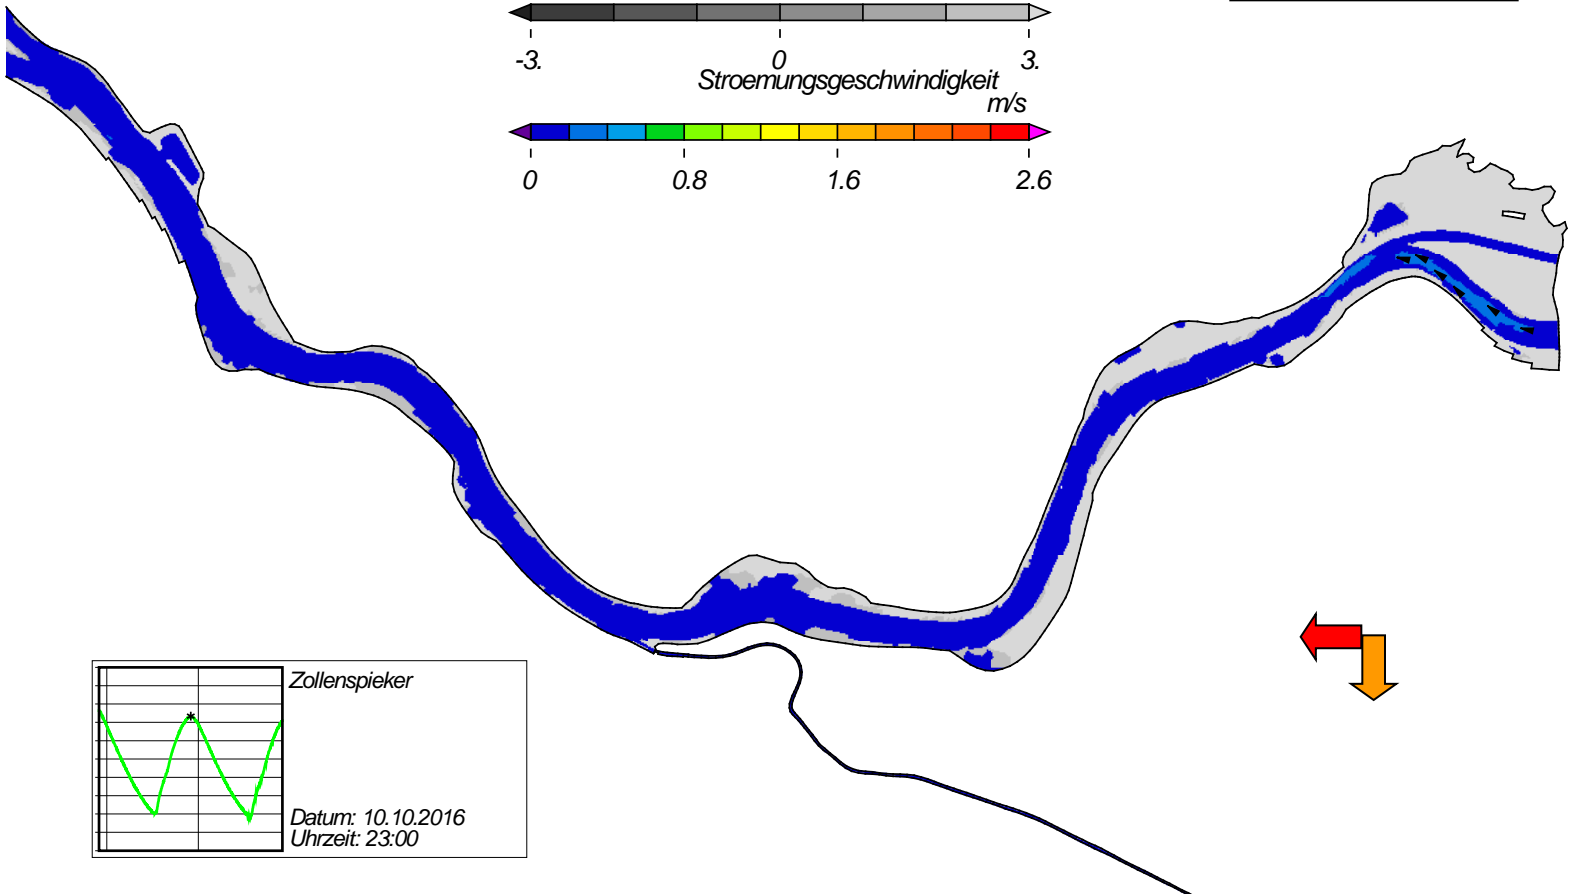 -3. 0 3.
Stroemungsgeschwindigkeit
m/s
0 0.8 1.6 2.6
Zollenspieker
Datum: 10.10.2016
Uhrzeit: 23:00